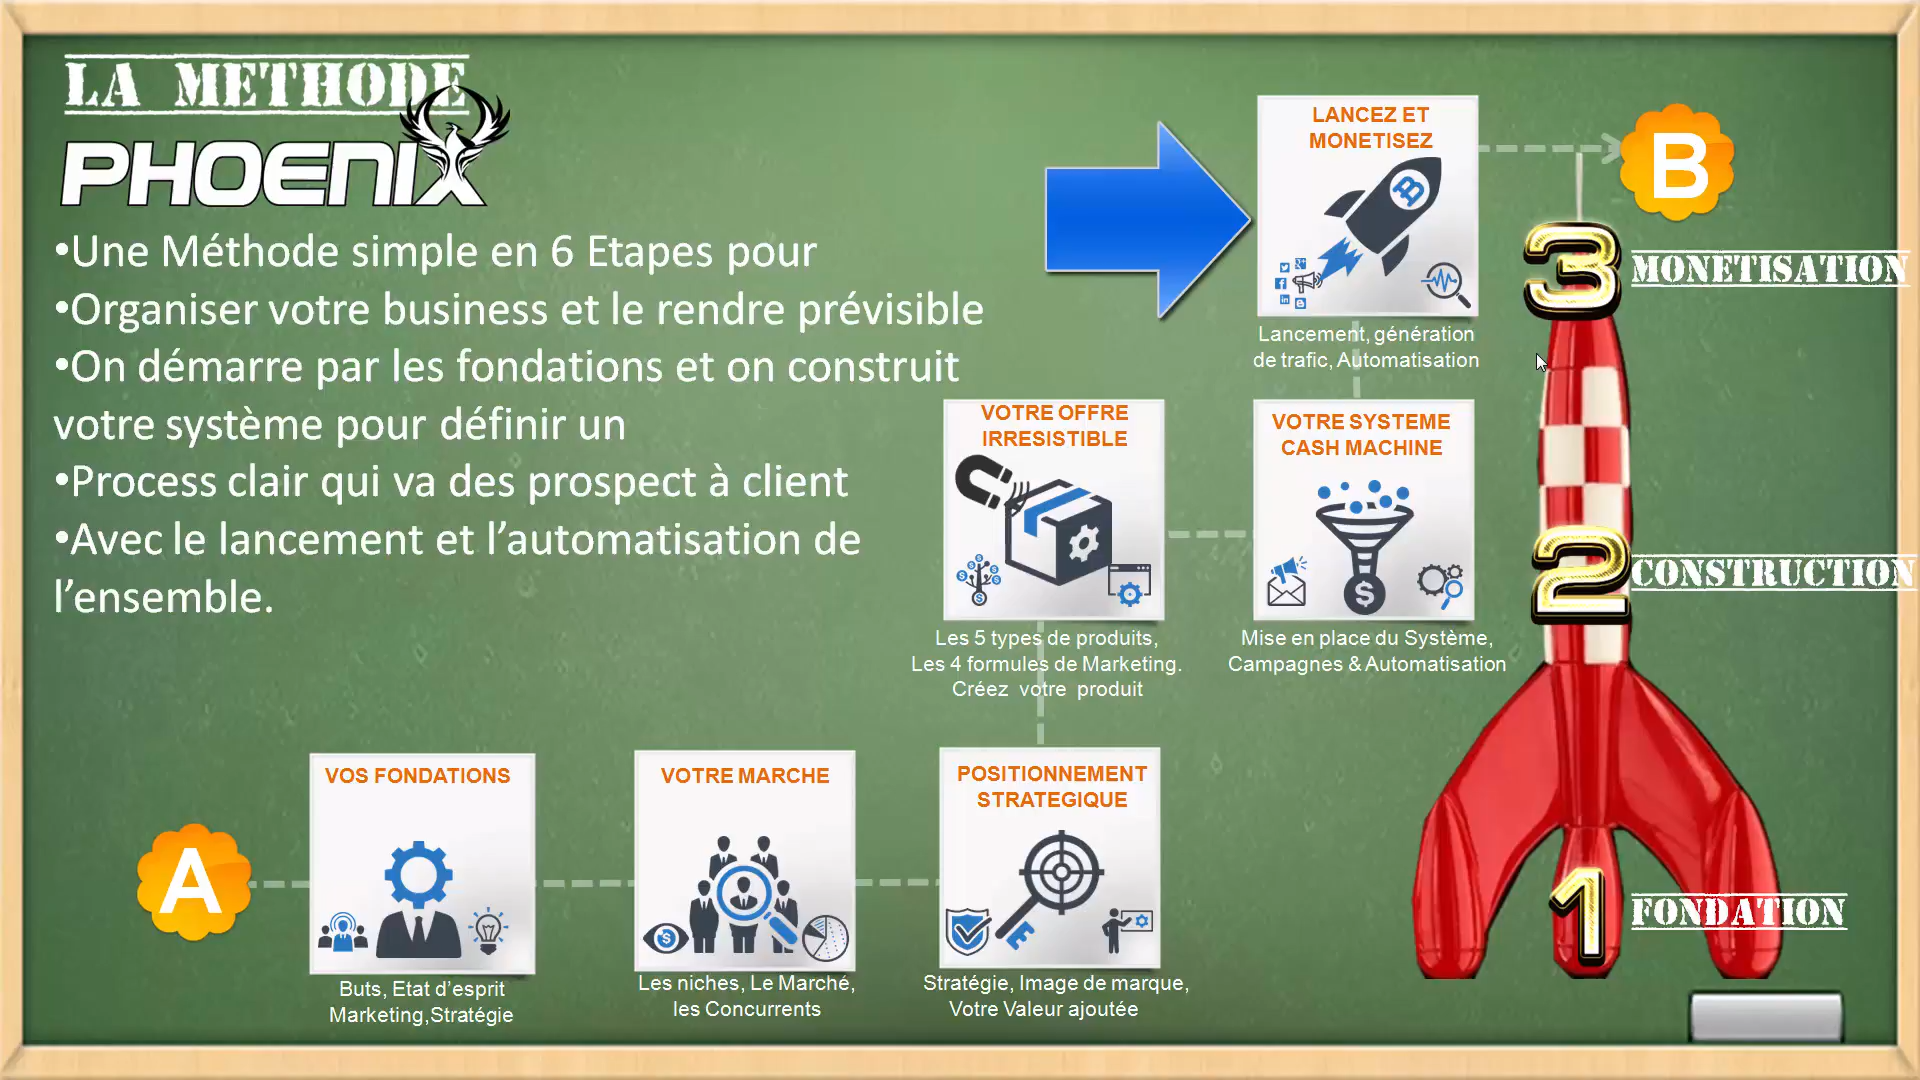 LA METHODE
PHOENIX
•Une Méthode simple en 6 Etapes pour
•Organiser votre business et le rendre prévisible
•On démarre par les fondations et on construit
votre système pour définir un
•Process clair qui va des prospect à client
•Avec le lancement et l’automatisation de
l’ensemble.
LANCEZ ET
MONETISEZ
Lancement, génération
de trafic, Automatisation
B
3
MONETISATION
VOTRE OFFRE
IRRESISTIBLE
Les 5 types de produits,
Les 4 formules de Marketing.
Créez votre produit
VOTRE SYSTEME
CASH MACHINE
Mise en place du Système,
Campagnes & Automatisation
2
CONSTRUCTION
A
VOS FONDATIONS
Buts, Etat d’esprit
Marketing,Stratégie
VOTRE MARCHE
Les niches, Le Marché,
les Concurrents
POSITIONNEMENT
STRATEGIQUE
Stratégie, Image de marque,
Votre Valeur ajoutée
1
FONDATION